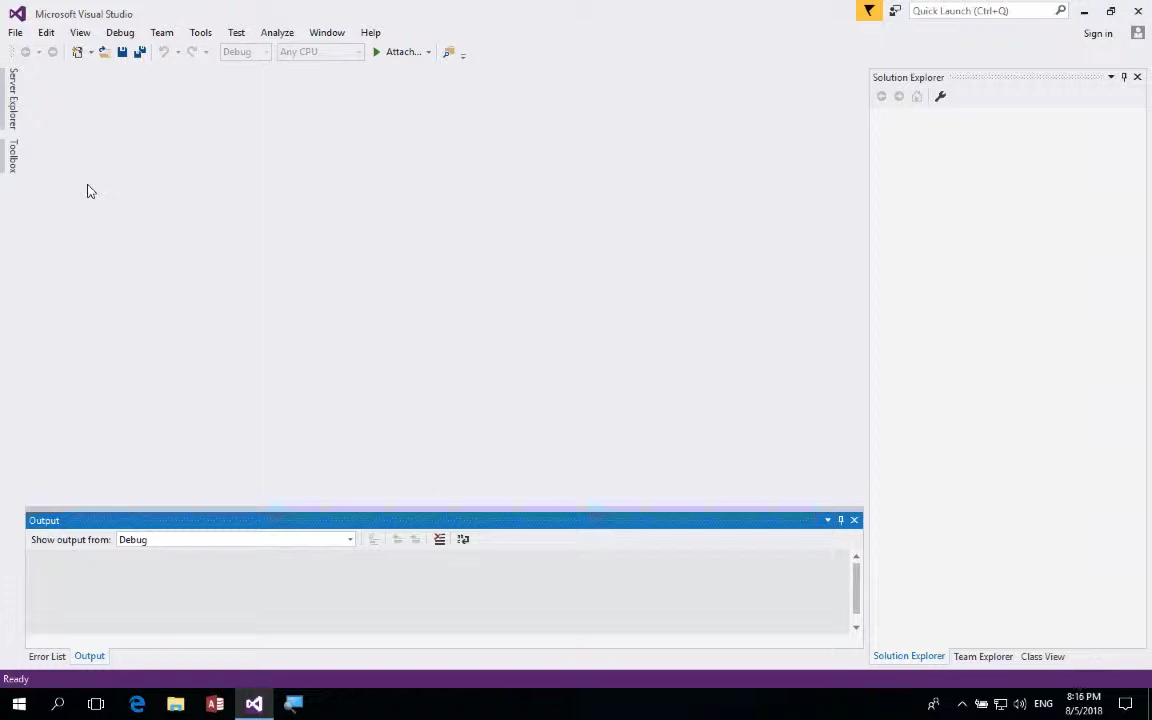 Microsoft Visual Studio
Quick Launch (Ctrl+Q)
File Edit View Debug Team Tools Test Analyze Window Help
Sign in
Debug Any CPU Attach...
Server Explorer
Toolbox
Solution Explorer
Output
Show output from: Debug
Error List Output
Solution Explorer Team Explorer Class View
Ready
ENG
8:16 PM
8/5/2018